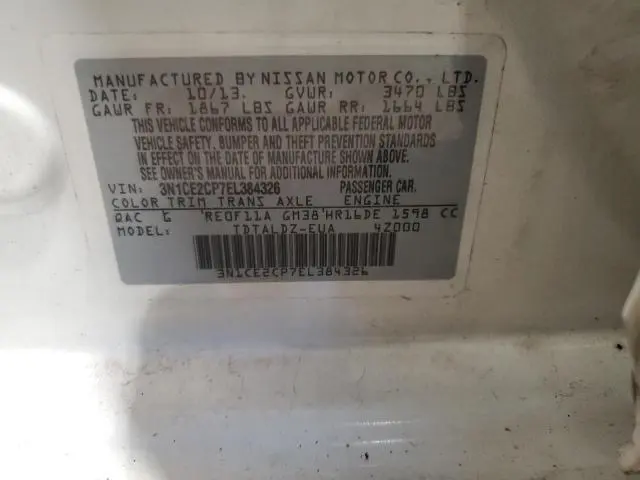 MANUFACTURED BY NISSAN MOTOR CO., LTD.
DATE: 10/13. GVWR: 3470 LBS
GAWR FR: 1867 LBS GAWR RR: 1664 LBS
THIS VEHICLE CONFORMS TO ALL APPLICABLE FEDERAL MOTOR
VEHICLE SAFETY, BUMPER AND THEFT PREVENTION STANDARDS
IN EFFECT ON THE DATE OF MANUFACTURE SHOWN ABOVE.
SEE OWNER'S MANUAL FOR ADDITIONAL INFORMATION.
VIN: 3N1CE2CP7EL384326 PASSENGER CAR.
COLOR TRIM TRANS AXLE ENGINE
QAC G RE0F11A GM38 HR16DE 1598 CC
MODEL: TDTALDZ-EUA 4Z000
3N1CE2CP7EL384326